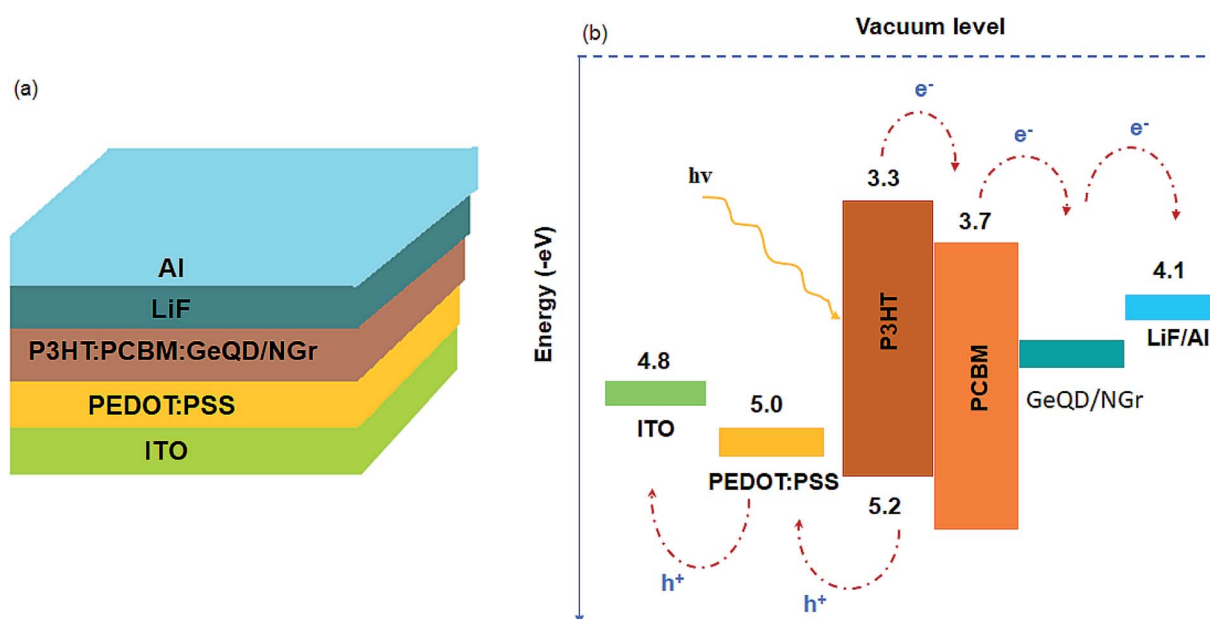 (a)
Al
LiF
P3HT:PCBM:GeQD/NGr
PEDOT:PSS
ITO
(b)
Vacuum level
Energy (-eV)
hν
e-
e-
e-
3.3
3.7
4.1
P3HT
PCBM
LiF/Al
GeQD/NGr
4.8
ITO
5.0
PEDOT:PSS
5.2
h+
h+